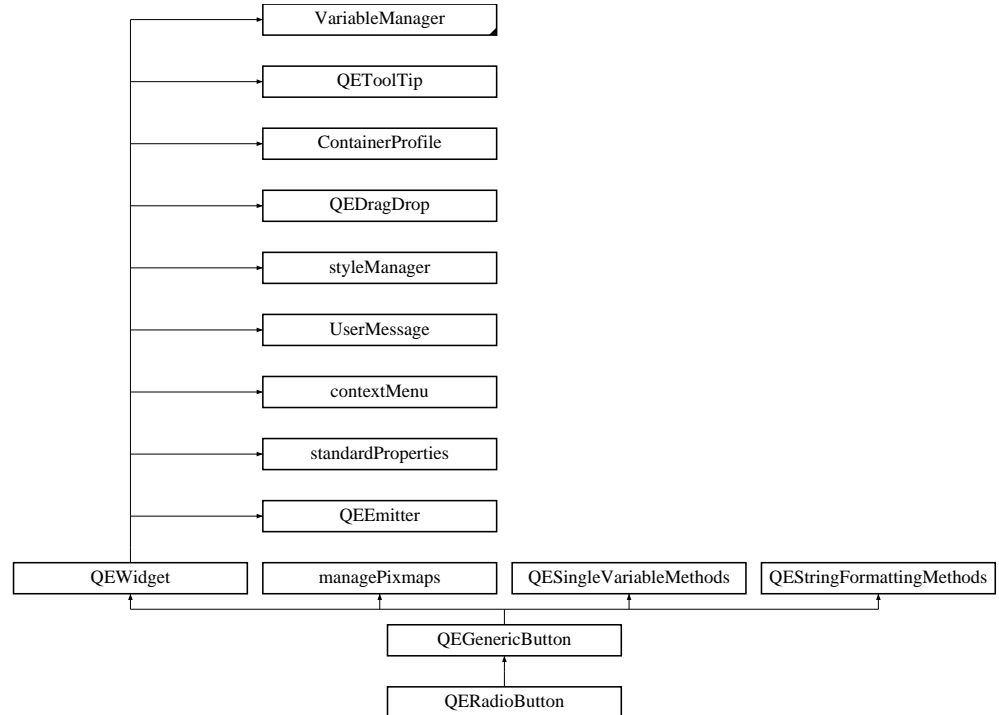 VariableManager
QEToolTip
ContainerProfile
QEDragDrop
styleManager
UserMessage
contextMenu
standardProperties
QEEmitter
QEWidget managePixmaps QESingleVariableMethods QEStringFormattingMethods
QEGenericButton
QERadioButton